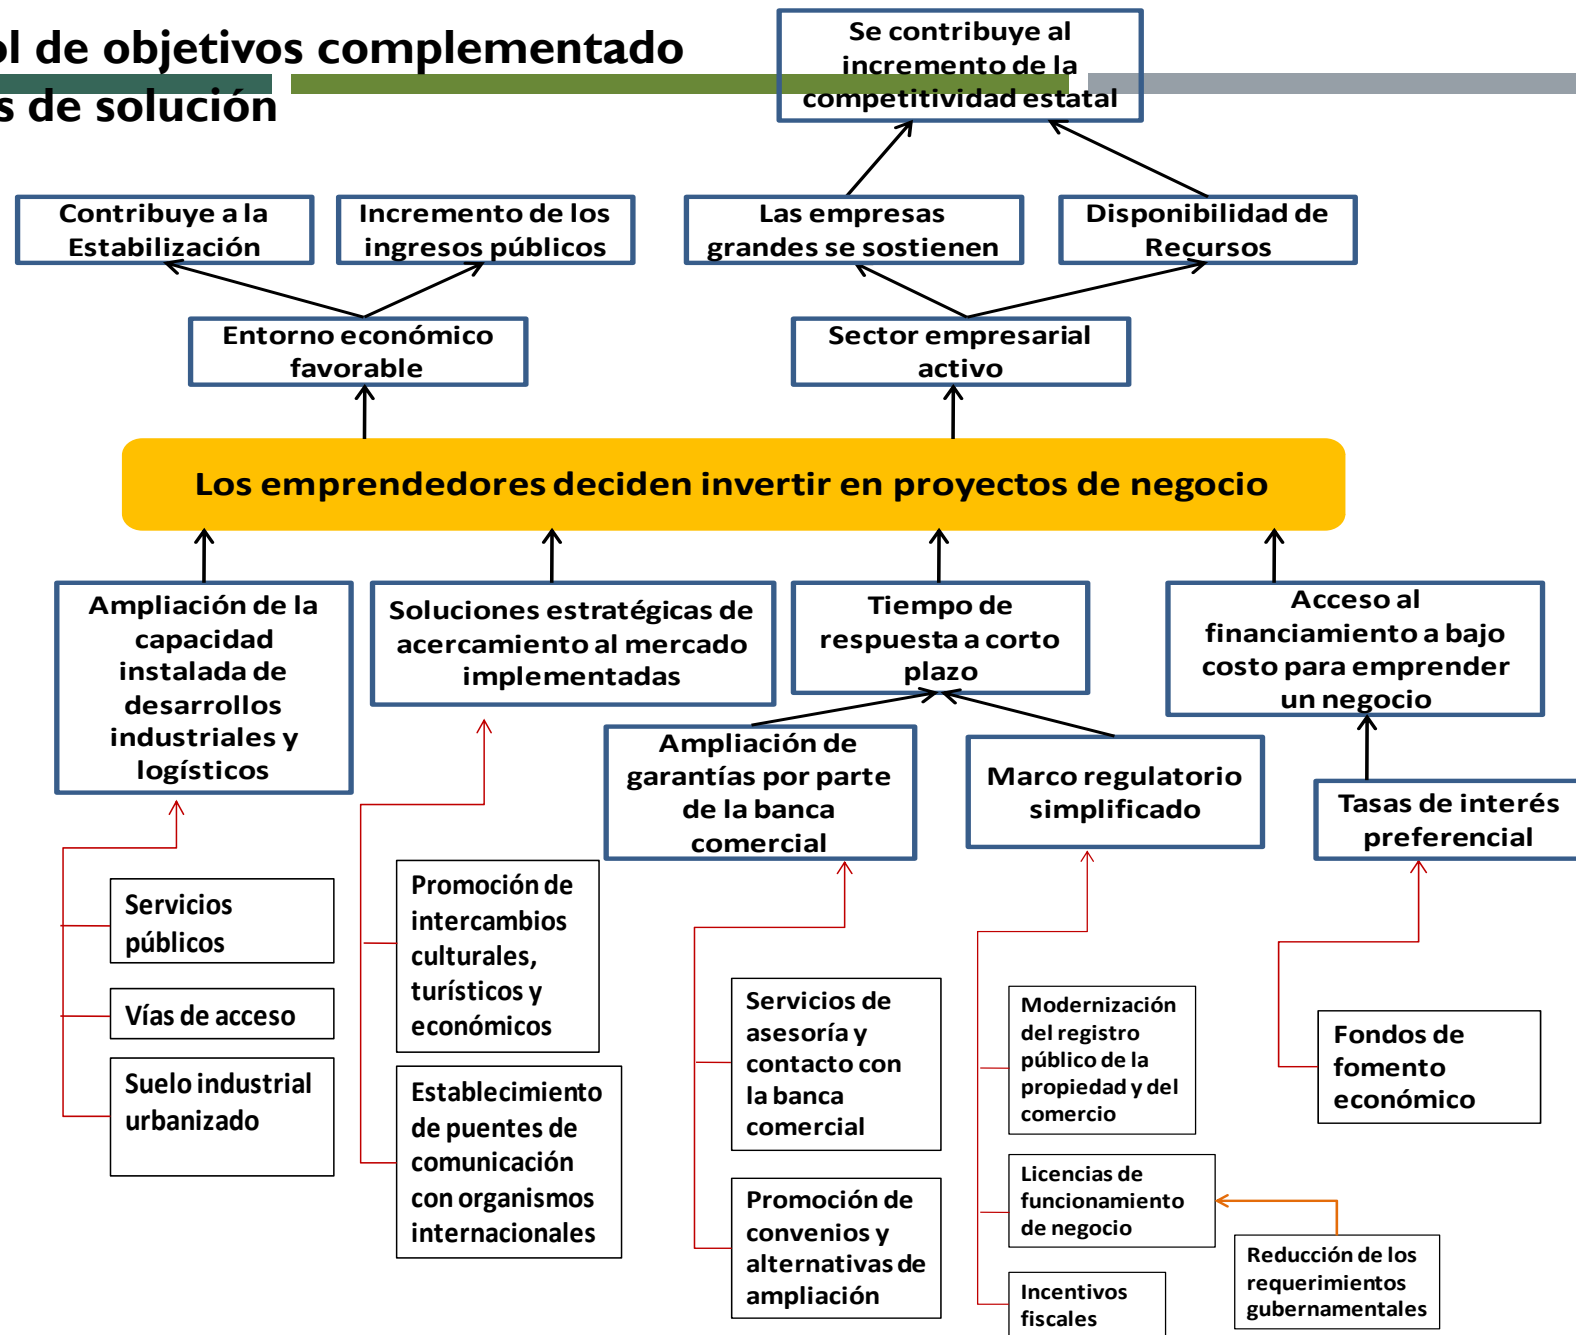 ol de objetivos complementado
s de solución
Se contribuye al
incremento de la
competitividad estatal
Contribuye a la
Estabilización
Incremento de los
ingresos públicos
Las empresas
grandes se sostienen
Disponibilidad de
Recursos
Entorno económico
favorable
Sector empresarial
activo
Los emprendedores deciden invertir en proyectos de negocio
Ampliación de la
capacidad
instalada de
desarrollos
industriales y
logísticos
Soluciones estratégicas de
acercamiento al mercado
implementadas
Tiempo de
respuesta a corto
plazo
Acceso al
financiamiento a bajo
costo para emprender
un negocio
Ampliación de
garantías por parte
de la banca
comercial
Marco regulatorio
simplificado
Tasas de interés
preferencial
Servicios
públicos
Vías de acceso
Suelo industrial
urbanizado
Promoción de
intercambios
culturales,
turísticos y
económicos
Establecimiento
de puentes de
comunicación
con organismos
internacionales
Servicios de
asesoría y
contacto con
la banca
comercial
Promoción de
convenios y
alternativas de
ampliación
Modernización
del registro
público de la
propiedad y del
comercio
Licencias de
funcionamiento
de negocio
Incentivos
fiscales
Fondos de
fomento
económico
Reducción de los
requerimientos
gubernamentales